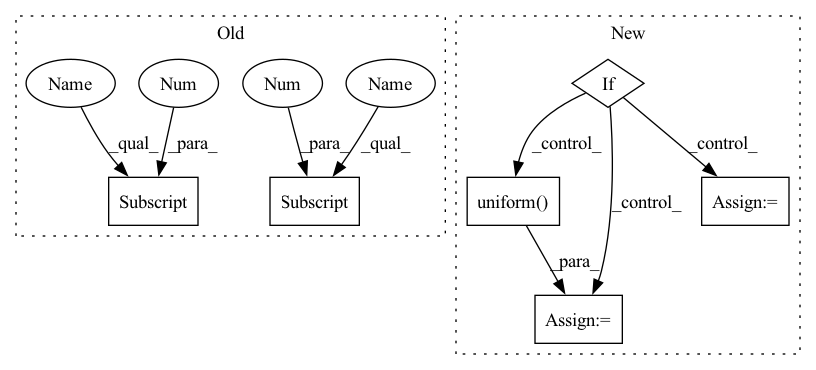 Old
New
Name
Num
Num
Name
If
_qual_
_para_
_para_
_qual_
_control_
_control_
Subscript
Subscript
uniform()
_control_
Assign:=
_para_
Assign:=